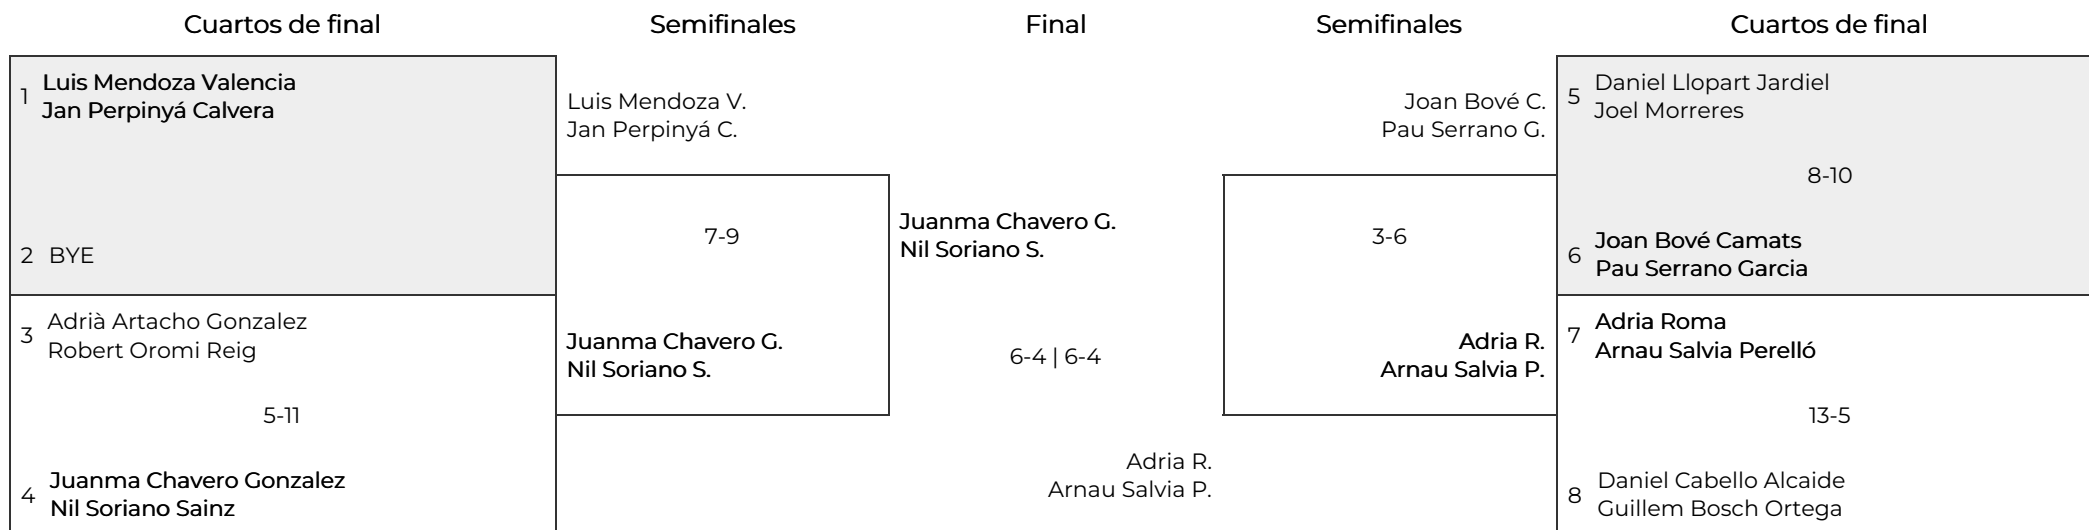 Cuartos de final
Semifinales
Final
Semifinales
Cuartos de final
1 Luis Mendoza Valencia
Jan Perpinyá Calvera
2 BYE
3 Adrià Artacho Gonzalez
Robert Oromi Reig
5-11
4 Juanma Chavero Gonzalez
Nil Soriano Sainz
Luis Mendoza V.
Jan Perpinyá C.
7-9
Juanma Chavero G.
Nil Soriano S.
Juanma Chavero G.
Nil Soriano S.
6-4 | 6-4
Adria R.
Arnau Salvia P.
Joan Bové C.
Pau Serrano G.
3-6
Adria R.
Arnau Salvia P.
5 Daniel Llopart Jardiel
Joel Morreres
8-10
6 Joan Bové Camats
Pau Serrano Garcia
7 Adria Roma
Arnau Salvia Perelló
13-5
8 Daniel Cabello Alcaide
Guillem Bosch Ortega